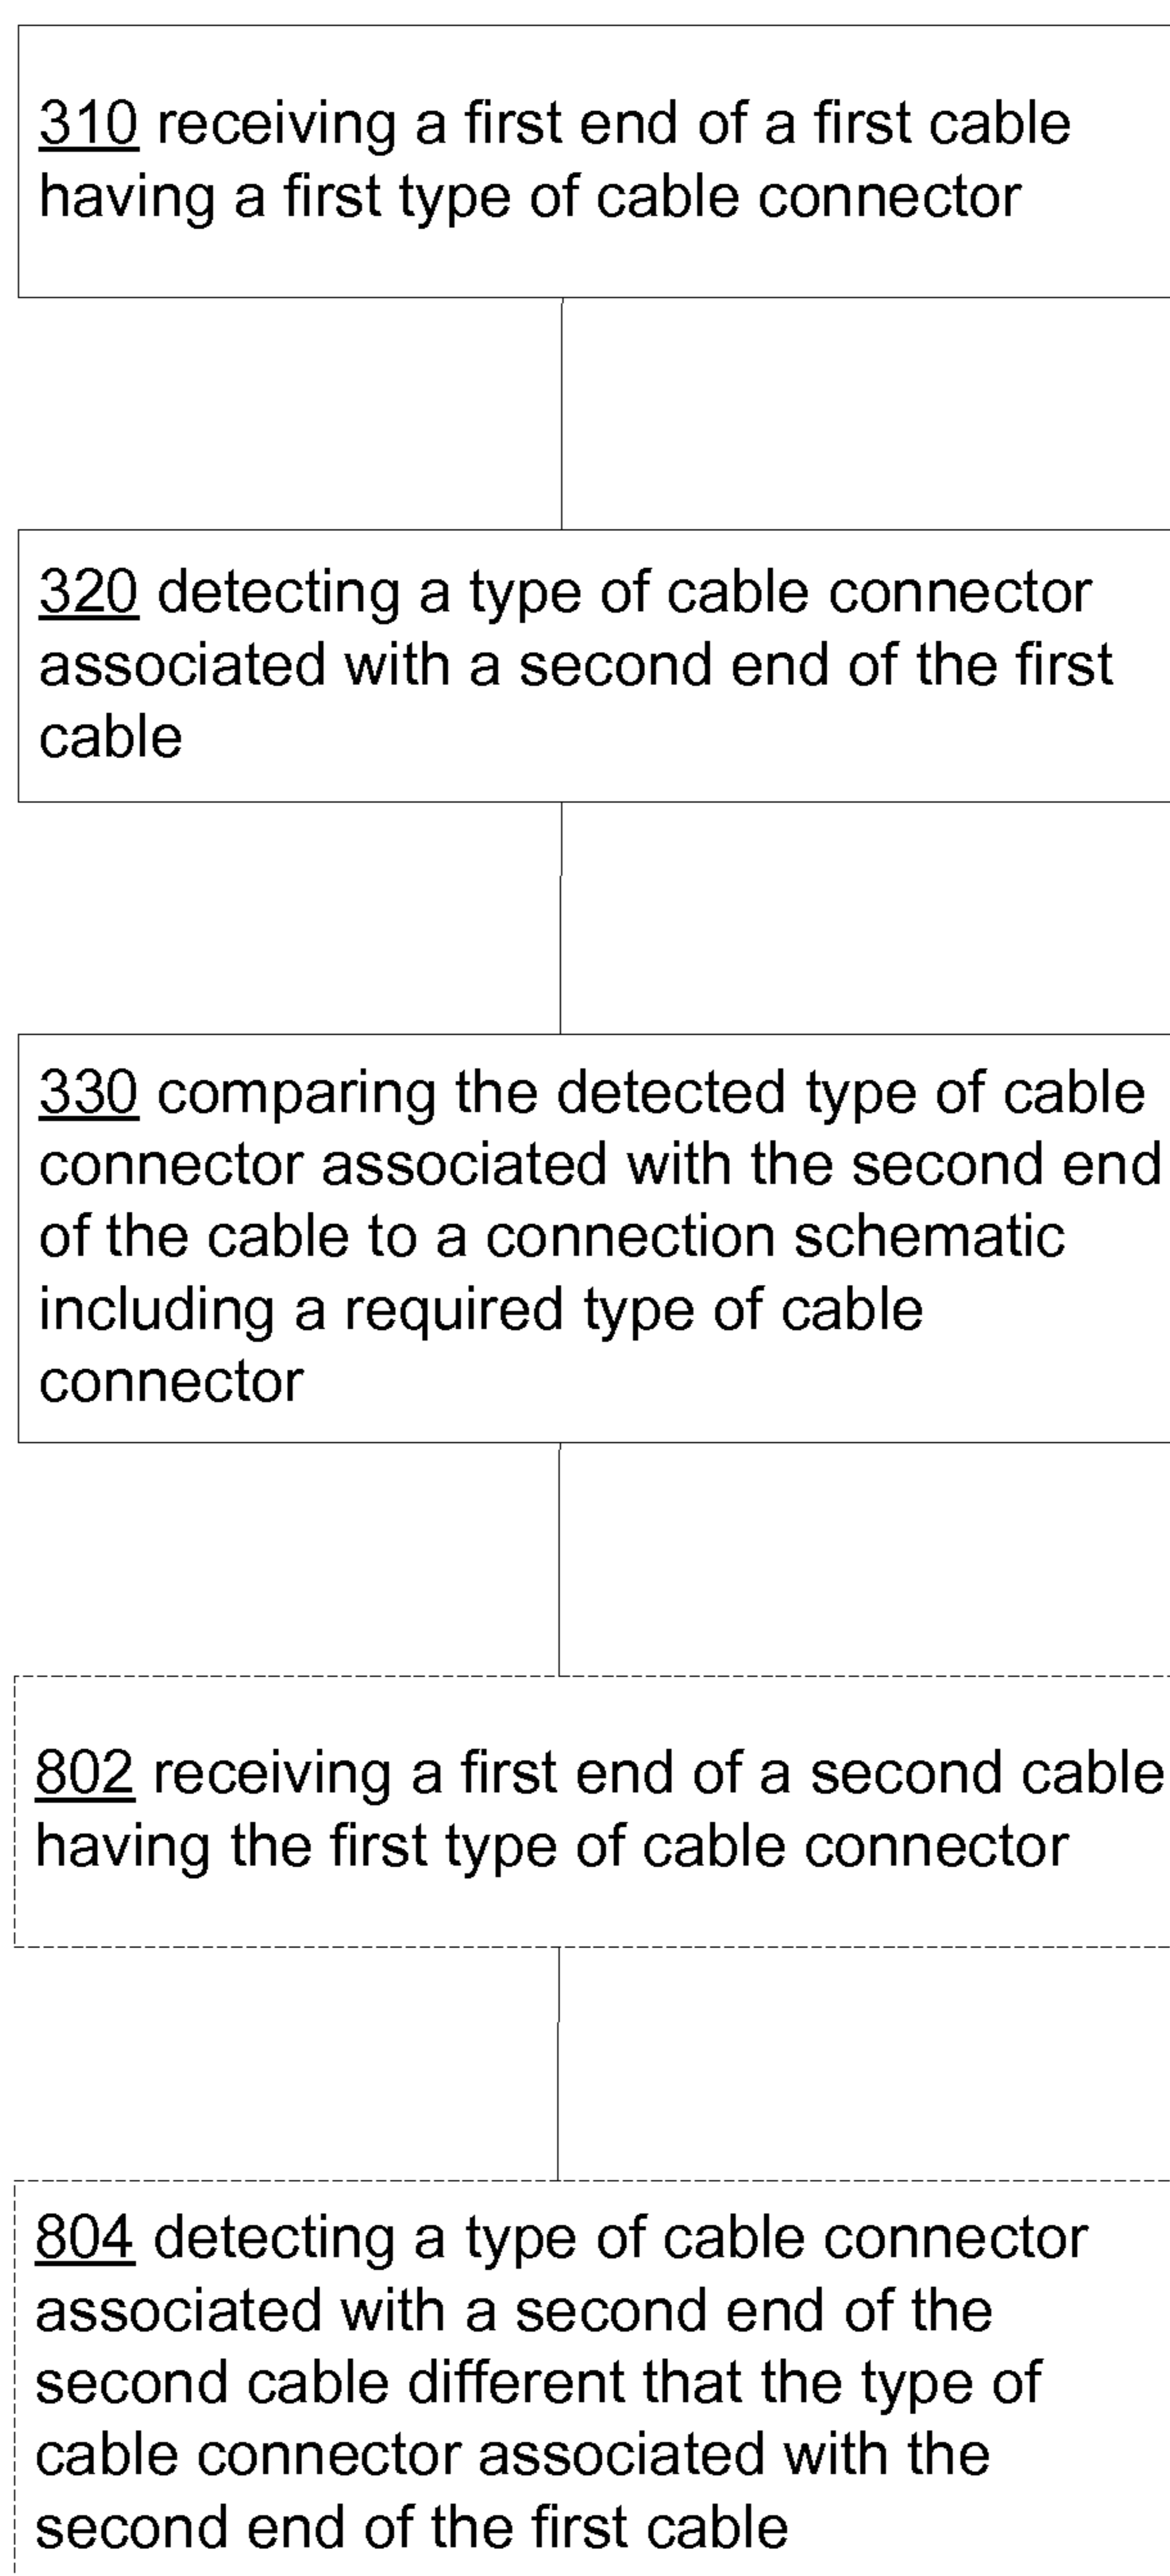 310 receiving a first end of a first cable
having a first type of cable connector
320 detecting a type of cable connector
associated with a second end of the first
cable
330 comparing the detected type of cable
connector associated with the second end
of the cable to a connection schematic
including a required type of cable
connector
802 receiving a first end of a second cable
having the first type of cable connector
804 detecting a type of cable connector
associated with a second end of the
second cable different that the type of
cable connector associated with the
second end of the first cable